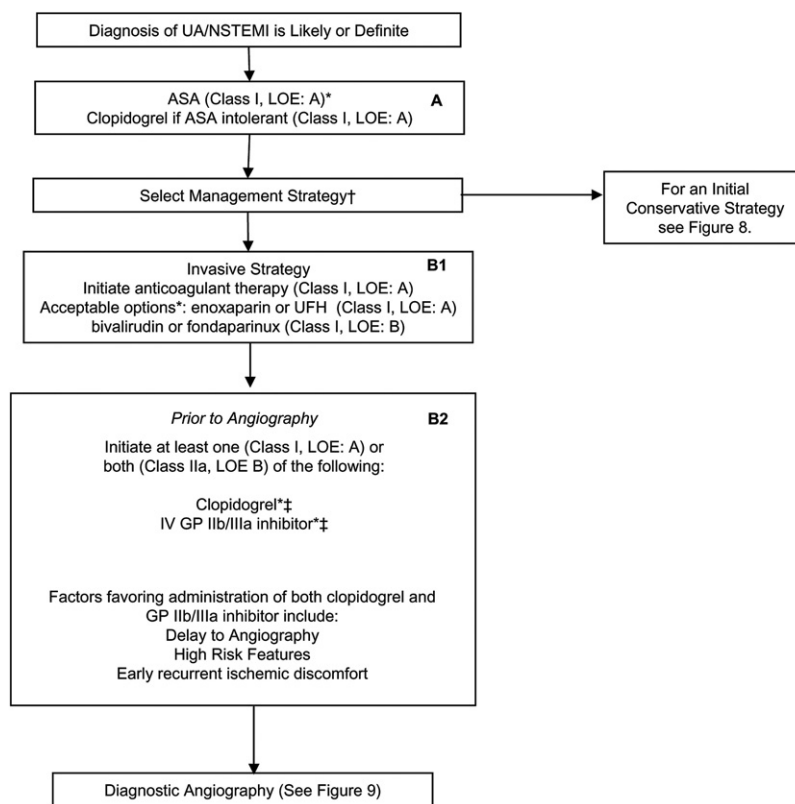 Diagnosis of UA/NSTEMI is Likely or Definite
ASA (Class I, LOE: A)* A
Clopidogrel if ASA intolerant (Class I, LOE: A)
Select Management Strategy†
For an Initial
Conservative Strategy
see Figure 8.
Invasive Strategy B1
Initiate anticoagulant therapy (Class I, LOE: A)
Acceptable options*: enoxaparin or UFH (Class I, LOE: A)
bivalirudin or fondaparinux (Class I, LOE: B)
Prior to Angiography B2
Initiate at least one (Class I, LOE: A) or
both (Class IIa, LOE B) of the following:
Clopidogrel*‡
IV GP IIb/IIIa inhibitor*‡
Factors favoring administration of both clopidogrel and
GP IIb/IIIa inhibitor include:
Delay to Angiography
High Risk Features
Early recurrent ischemic discomfort
Diagnostic Angiography (See Figure 9)